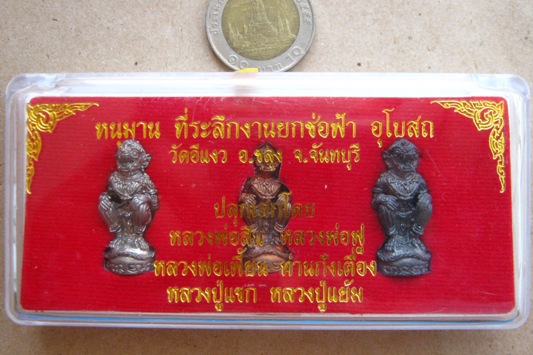 หนุมาน ที่ระลึกงานยกช่อฟ้า อุโบสถ
วัดอีแงว อ.ขลุง จ.จันทบุรี
ปลุกเสกโดย
หลวงพ่อสิน หลวงพ่อฟู
หลวงพ่อเตียน ท่านก๋งเตื้อง
หลวงปู่แขก หลวงปู่แย้ม